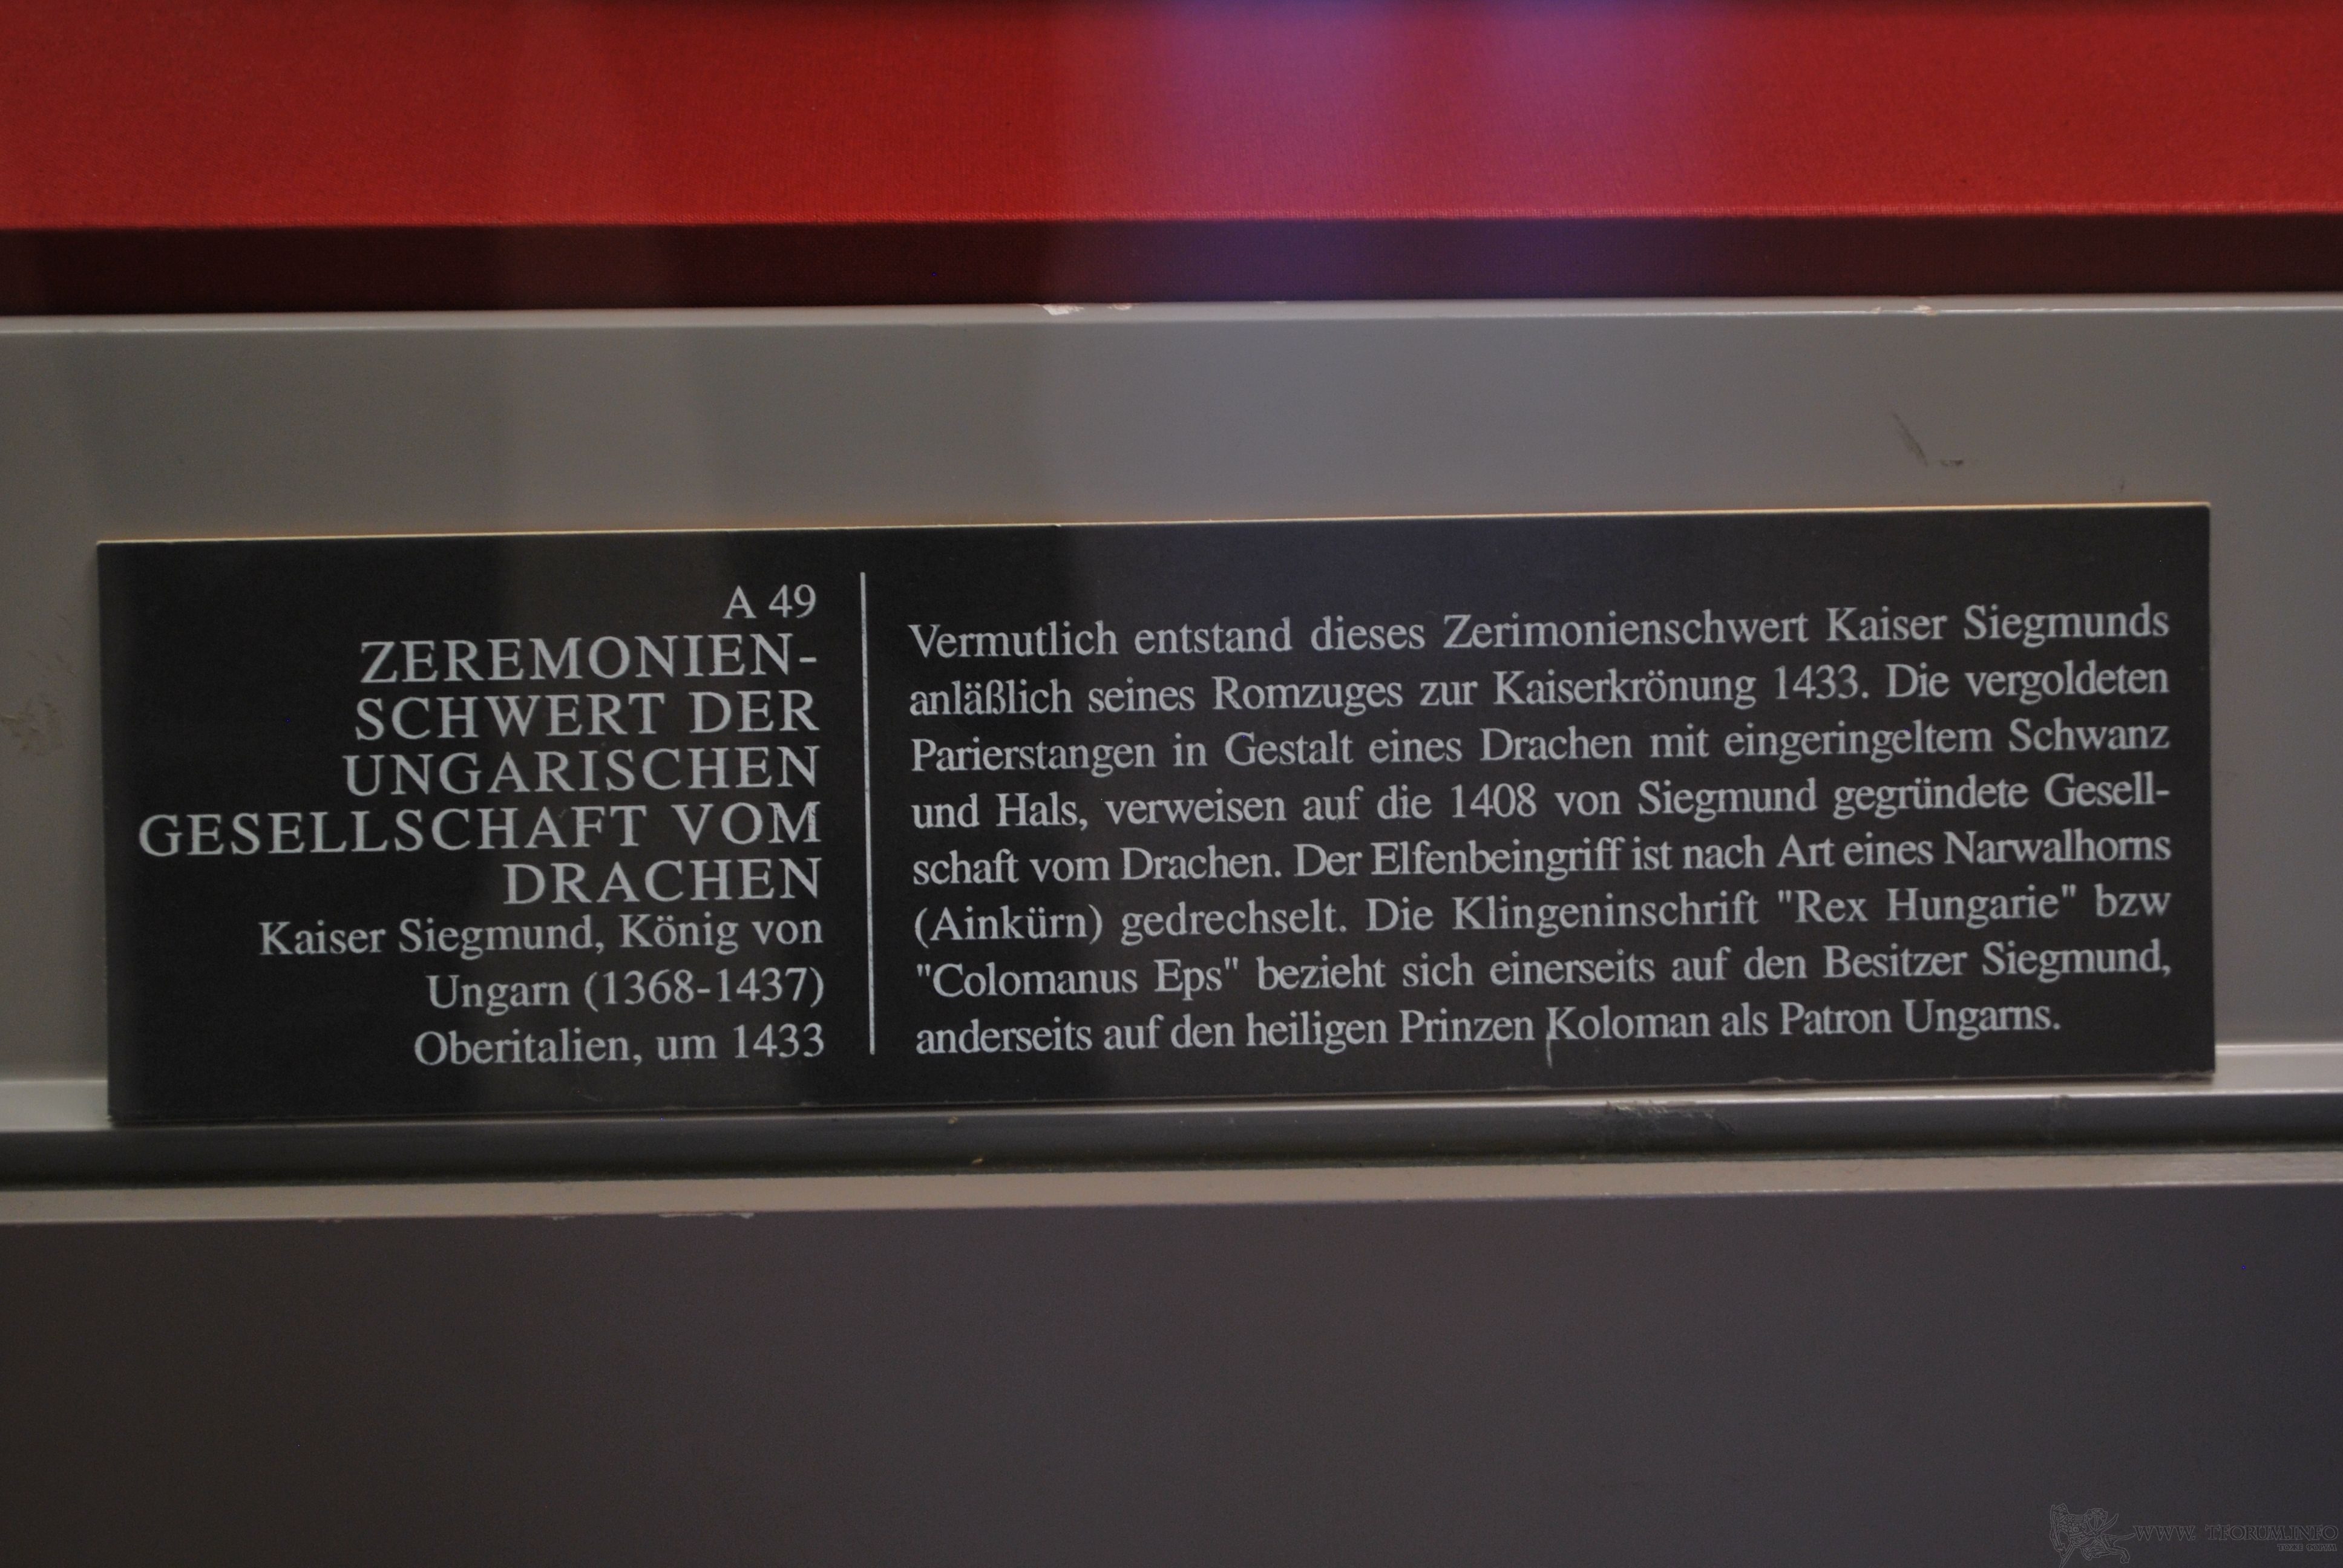 A 49
ZEREMONIEN-
SCHWERT DER
UNGARISCHEN
GESELLSCHAFT VOM
DRACHEN
Kaiser Siegmund, König von
Ungarn (1368-1437)
Oberitalien, um 1433
Vermutlich entstand dieses Zerimonienschwert Kaiser Siegmunds
anläßlich seines Romzuges zur Kaiserkrönung 1433. Die vergoldeten
Parierstangen in Gestalt eines Drachen mit eingeringeltem Schwanz
und Hals, verweisen auf die 1408 von Siegmund gegründete Gesell-
schaft vom Drachen. Der Elfenbeingriff ist nach Art eines Narwalhorns
(Ainkürn) gedrechselt. Die Klingeninschrift "Rex Hungarie" bzw
"Colomanus Eps" bezieht sich einerseits auf den Besitzer Siegmund,
anderseits auf den heiligen Prinzen Koloman als Patron Ungarns.
WWW.TFORUM.INFO